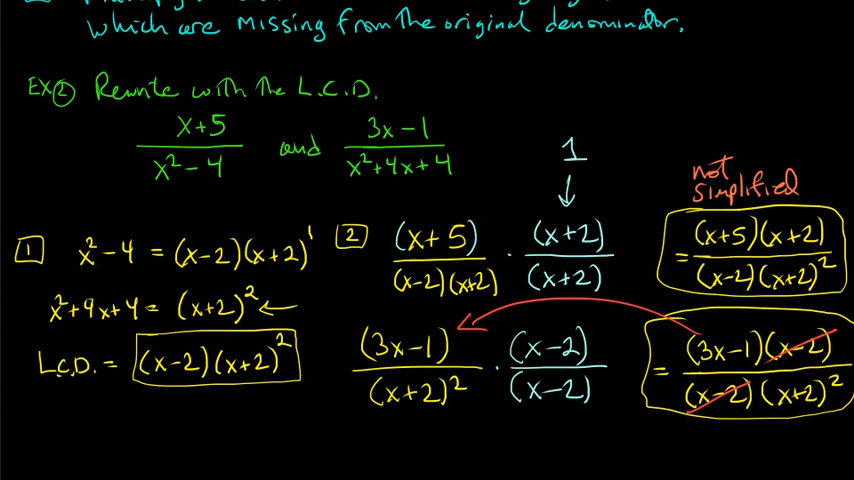 which are missing from the original denominator.
EX② Rewrite with the L.C.D.
x+5 / x²-4 and 3x-1 / x²+4x+4
1
↓
not
simplified
1 x²-4 = (x-2)(x+2)¹
x²+4x+4 = (x+2)² ←
L.C.D. = (x-2)(x+2)²
2 (x+5) / (x-2)(x+2) · (x+2) / (x+2) = (x+5)(x+2) / (x-2)(x+2)²
(3x-1) / (x+2)² · (x-2) / (x-2) = (3x-1)(x-2) / (x-2)(x+2)²